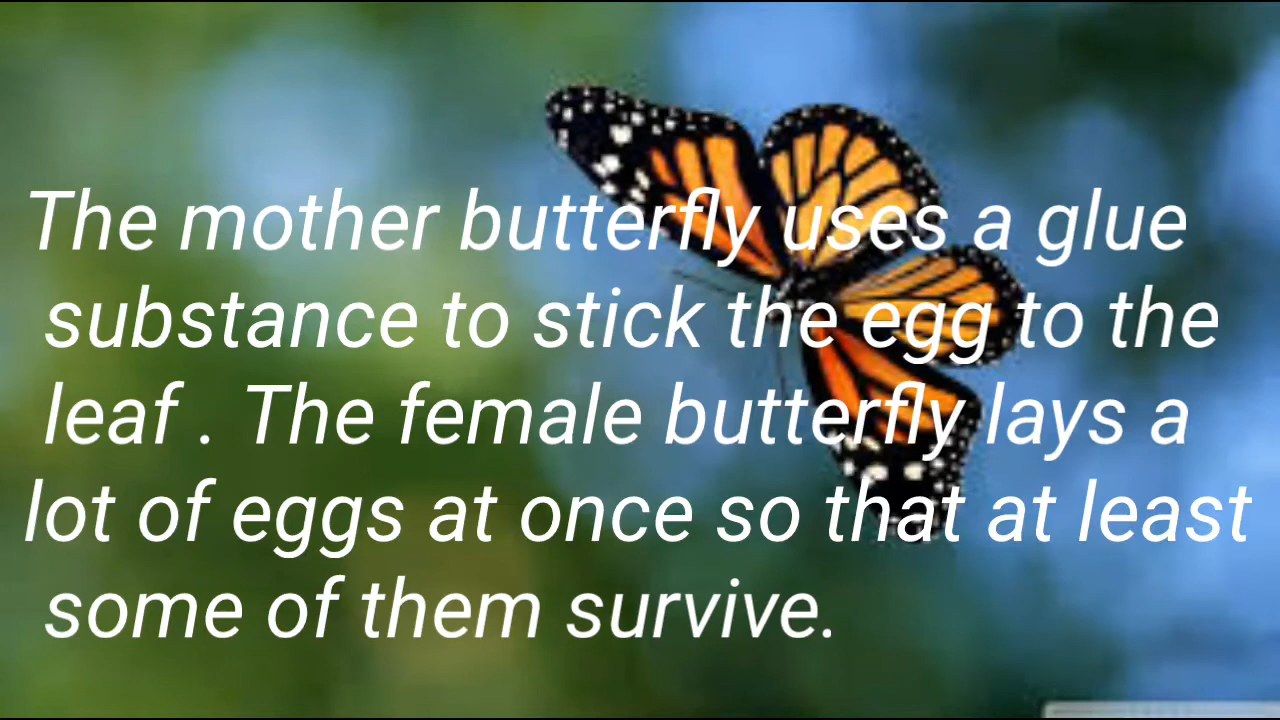 The mother butterfly uses a glue
substance to stick the egg to the
leaf . The female butterfly lays a
lot of eggs at once so that at least
some of them survive.